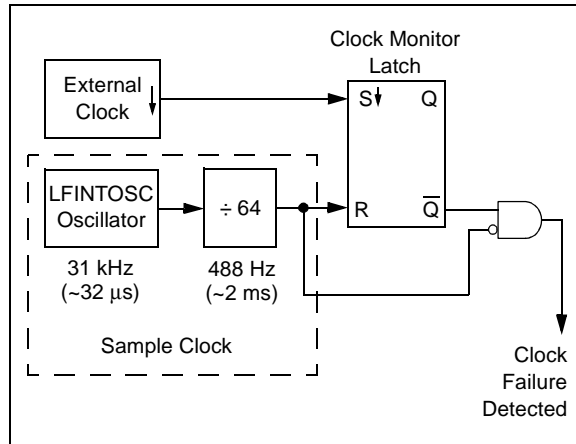 Clock Monitor
Latch
External
Clock
S
Q
LFINTOSC
Oscillator
÷ 64
R
Q̅
31 kHz
(~32 μs)
488 Hz
(~2 ms)
Sample Clock
Clock
Failure
Detected